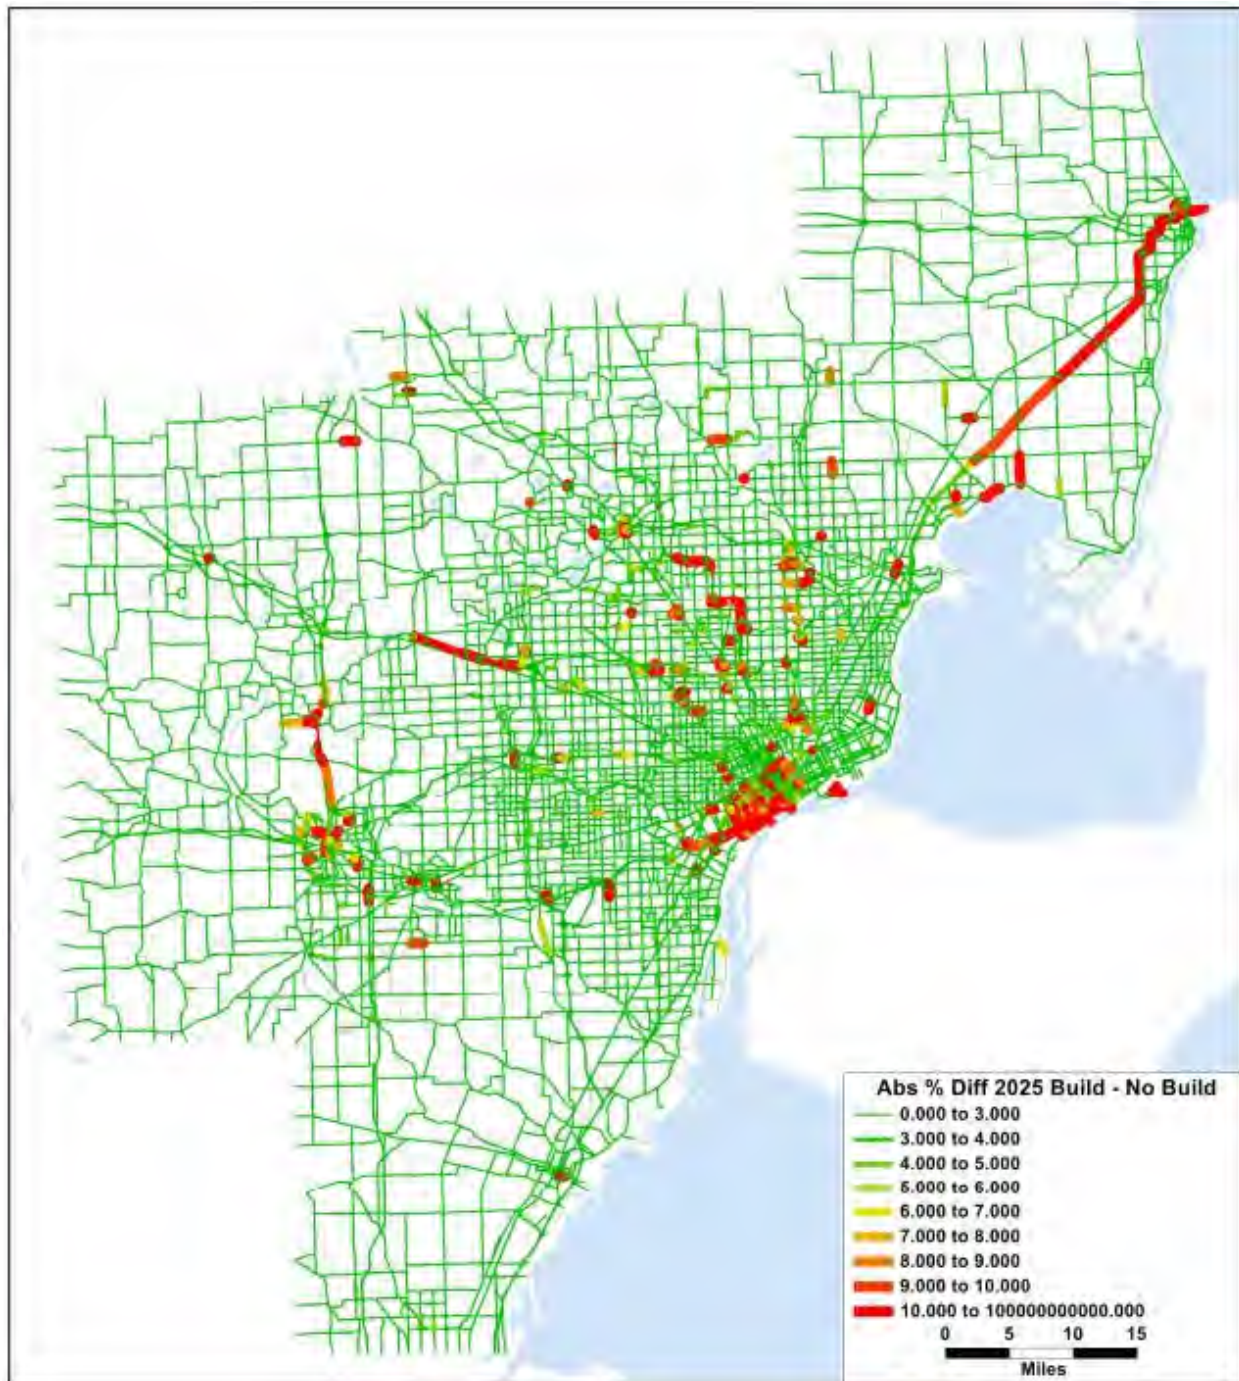 Abs % Diff 2025 Build - No Build
0.000 to 3.000
3.000 to 4.000
4.000 to 5.000
5.000 to 6.000
6.000 to 7.000
7.000 to 8.000
8.000 to 9.000
9.000 to 10.000
10.000 to 100000000000.000
0 5 10 15
Miles